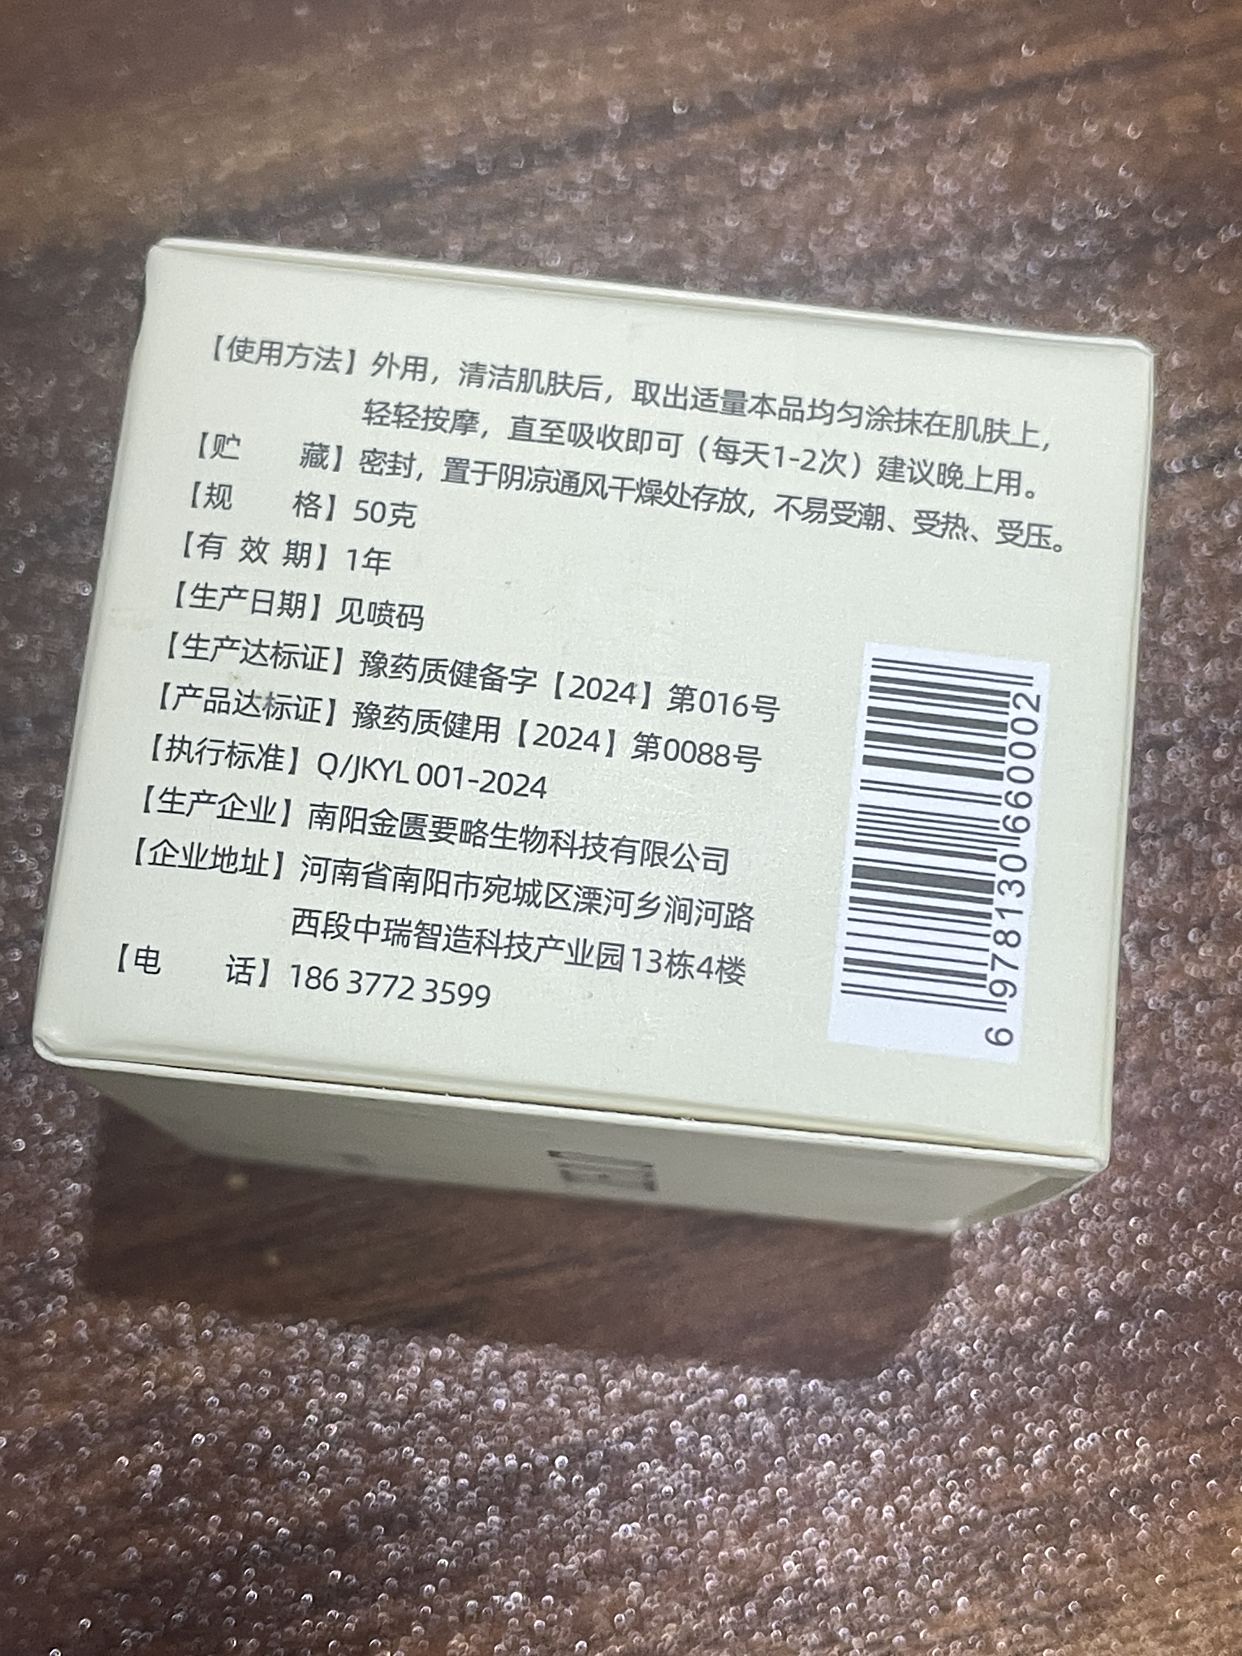 【使用方法】外用，清洁肌肤后，取出适量本品均匀涂抹在肌肤上，
轻轻按摩，直至吸收即可（每天1-2次）建议晚上用。
【贮 藏】密封，置于阴凉通风干燥处存放，不易受潮、受热、受压。
【规 格】50克
【有 效 期】1年
【生产日期】见喷码
【生产达标证】豫药质健备字【2024】第016号
【产品达标证】豫药质健用【2024】第0088号
【执行标准】Q/JKYL 001-2024
【生产企业】南阳金匮要略生物科技有限公司
【企业地址】河南省南阳市宛城区溧河乡涧河路
西段中瑞智造科技产业园13栋4楼
【电 话】186 3772 3599
6 978130 660002